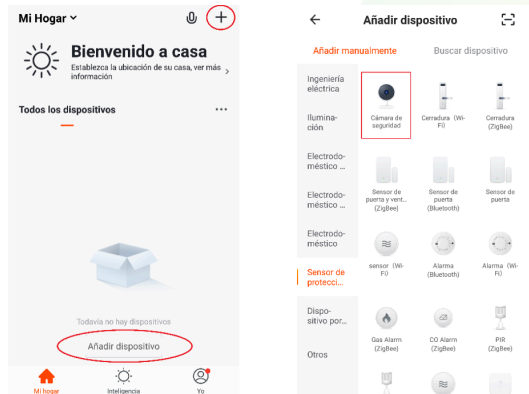 Mi Hogar
Bienvenido a casa
Establezca la ubicación de su casa, ver más
información
Todos los dispositivos
Todavía no hay dispositivos
Añadir dispositivo
Mi hogar
Inteligencia
Yo
Añadir dispositivo
Añadir manualmente
Buscar dispositivo
Ingeniería
eléctrica
Ilumina-
ción
Electrodo-
méstico ...
Electrodo-
méstico ...
Electrodo-
méstico
Sensor de
protecci...
Dispo-
sitivo por...
Otros
Cámara de
seguridad
Cerradura (Wi-
Fi)
Cerradura
(ZigBee)
Sensor de
puerta y vent...
(ZigBee)
Sensor de
puerta
(Bluetooth)
Sensor de
puerta
sensor (Wi-
Fi)
Alarma
(Bluetooth)
Alarma (Wi-
Fi)
Gas Alarm
(ZigBee)
CO Alarm
(ZigBee)
PIR
(ZigBee)